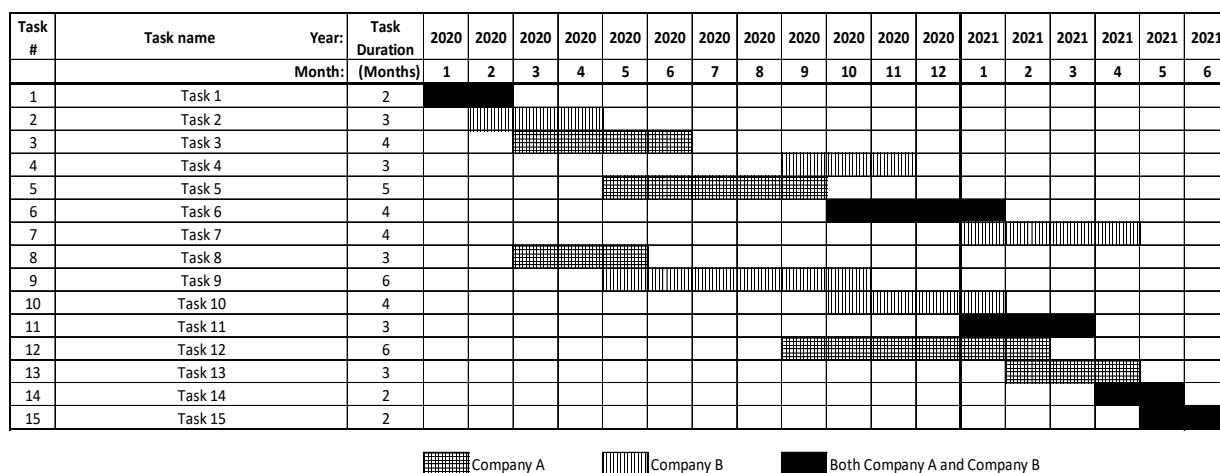 Task # Task name Year: Task Duration 2020 2020 2020 2020 2020 2020 2020 2020 2020 2020 2020 2020 2021 2021 2021 2021 2021 2021
Month: (Months) 1 2 3 4 5 6 7 8 9 10 11 12 1 2 3 4 5 6
1 Task 1 2
2 Task 2 3
3 Task 3 4
4 Task 4 3
5 Task 5 5
6 Task 6 4
7 Task 7 4
8 Task 8 3
9 Task 9 6
10 Task 10 4
11 Task 11 3
12 Task 12 6
13 Task 13 3
14 Task 14 2
15 Task 15 2
Company A Company B Both Company A and Company B